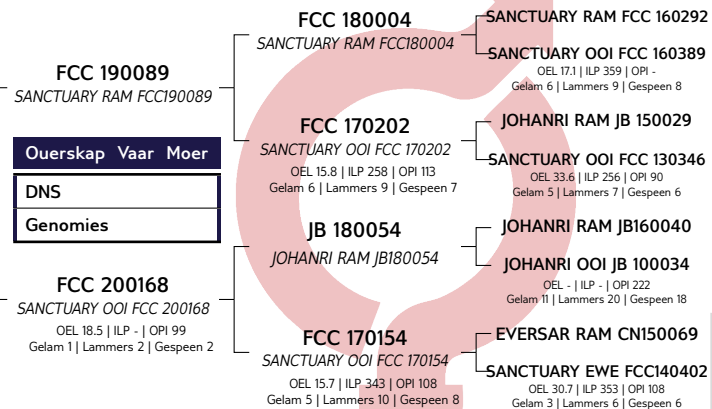 FCC 190089
SANCTUARY RAM FCC190089
Ouerskap Vaar Moer
DNS
Genomies
FCC 200168
SANCTUARY OOI FCC 200168
OEL 18.5 | ILP - | OPI 99
Gelam 1 | Lammers 2 | Gespeen 2
FCC 180004
SANCTUARY RAM FCC180004
FCC 170202
SANCTUARY OOI FCC 170202
OEL 15.8 | ILP 258 | OPI 113
Gelam 6 | Lammers 9 | Gespeen 7
JB 180054
JOHANRI RAM JB180054
FCC 170154
SANCTUARY OOI FCC 170154
OEL 15.7 | ILP 343 | OPI 108
Gelam 5 | Lammers 10 | Gespeen 8
SANCTUARY RAM FCC 160292
SANCTUARY OOI FCC 160389
OEL 17.1 | ILP 359 | OPI -
Gelam 6 | Lammers 9 | Gespeen 8
JOHANRI RAM JB 150029
SANCTUARY OOI FCC 130346
OEL 33.6 | ILP 256 | OPI 90
Gelam 5 | Lammers 7 | Gespeen 6
JOHANRI RAM JB160040
JOHANRI OOI JB 100034
OEL - | ILP - | OPI 222
Gelam 11 | Lammers 20 | Gespeen 18
EVERSAR RAM CN150069
SANCTUARY EWE FCC140402
OEL 30.7 | ILP 353 | OPI 108
Gelam 3 | Lammers 6 | Gespeen 6